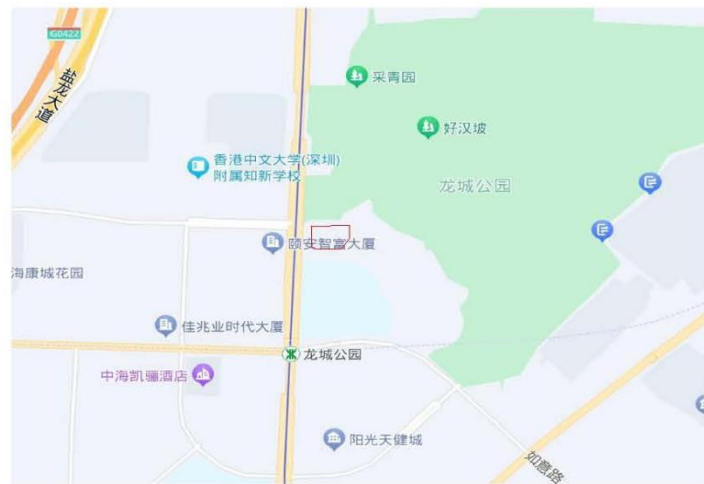 G0422
盐龙大道
采青园
好汉坡
香港中文大学(深圳)
附属知新学校
龙城公园
颐安智富大厦
海康城花园
佳兆业时代大厦
龙城公园
中海凯骊酒店
阳光天健城
如意路